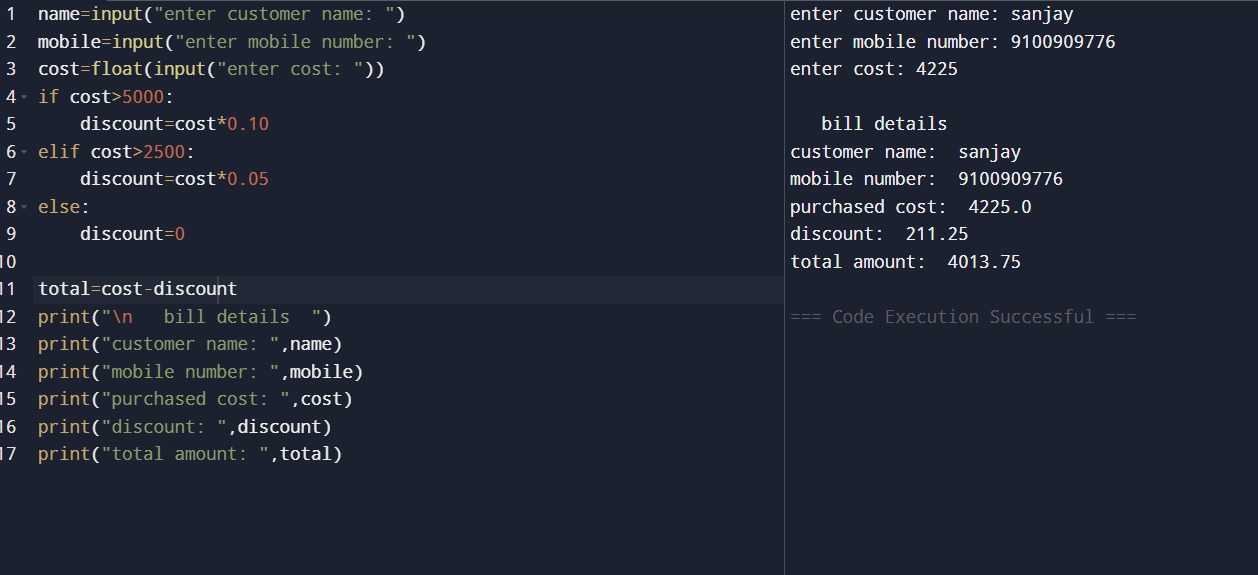 1 name=input("enter customer name: ")
2 mobile=input("enter mobile number: ")
3 cost=float(input("enter cost: "))
4 if cost>5000:
5     discount=cost*0.10
6 elif cost>2500:
7     discount=cost*0.05
8 else:
9     discount=0
10
11 total=cost-discount
12 print("\n   bill details  ")
13 print("customer name: ",name)
14 print("mobile number: ",mobile)
15 print("purchased cost: ",cost)
16 print("discount: ",discount)
17 print("total amount: ",total)
enter customer name: sanjay
enter mobile number: 9100909776
enter cost: 4225
   bill details
customer name:  sanjay
mobile number:  9100909776
purchased cost:  4225.0
discount:  211.25
total amount:  4013.75
=== Code Execution Successful ===